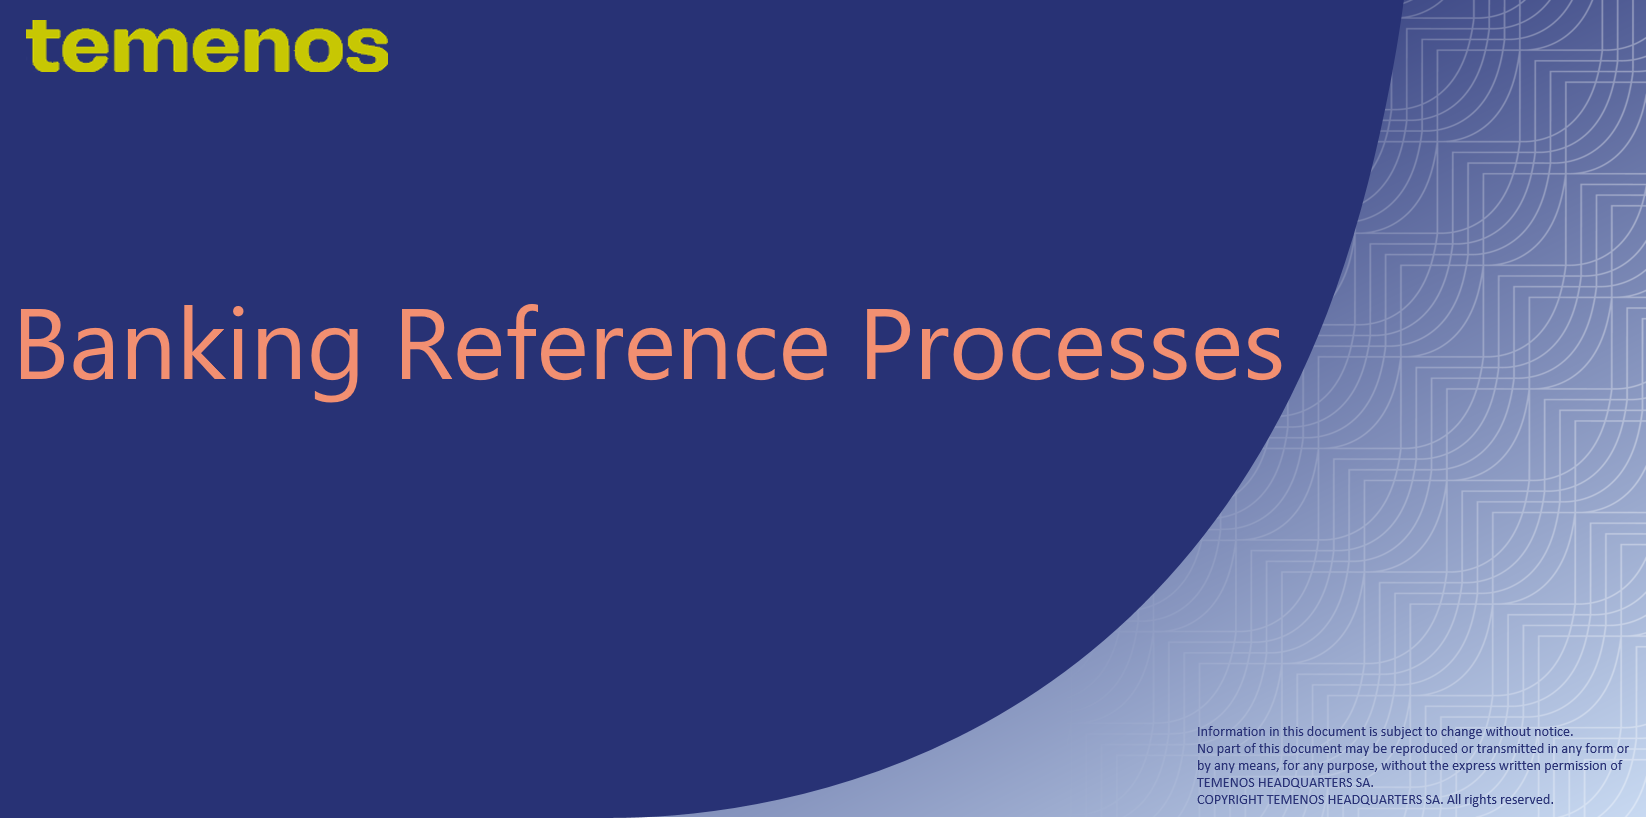 temenos
Banking Reference Processes
Information in this document is subject to change without notice.
No part of this document may be reproduced or transmitted in any form or
by any means, for any purpose, without the express written permission of
TEMENOS HEADQUARTERS SA.
COPYRIGHT TEMENOS HEADQUARTERS SA. All rights reserved.